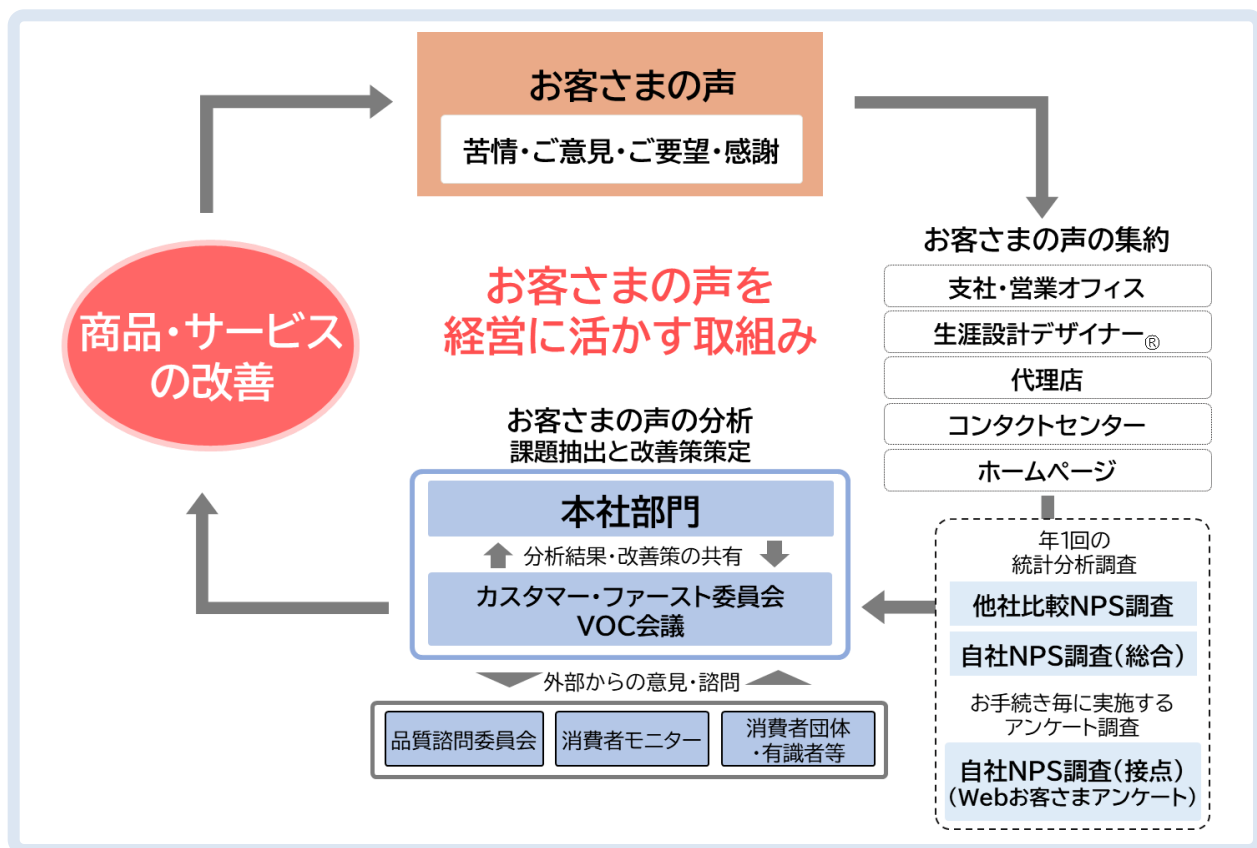 お客さまの声
苦情・ご意見・ご要望・感謝
お客さまの声の集約
支社・営業オフィス
生涯設計デザイナー®
代理店
コンタクトセンター
ホームページ
年1回の
統計分析調査
他社比較NPS調査
自社NPS調査(総合)
お手続き毎に実施する
アンケート調査
自社NPS調査(接点)
(Webお客さまアンケート)
お客さまの声を
経営に活かす取組み
お客さまの声の分析
課題抽出と改善策策定
本社部門
分析結果・改善策の共有
カスタマー・ファースト委員会
VOC会議
外部からの意見・諮問
品質諮問委員会
消費者モニター
消費者団体
・有識者等
商品・サービス
の改善